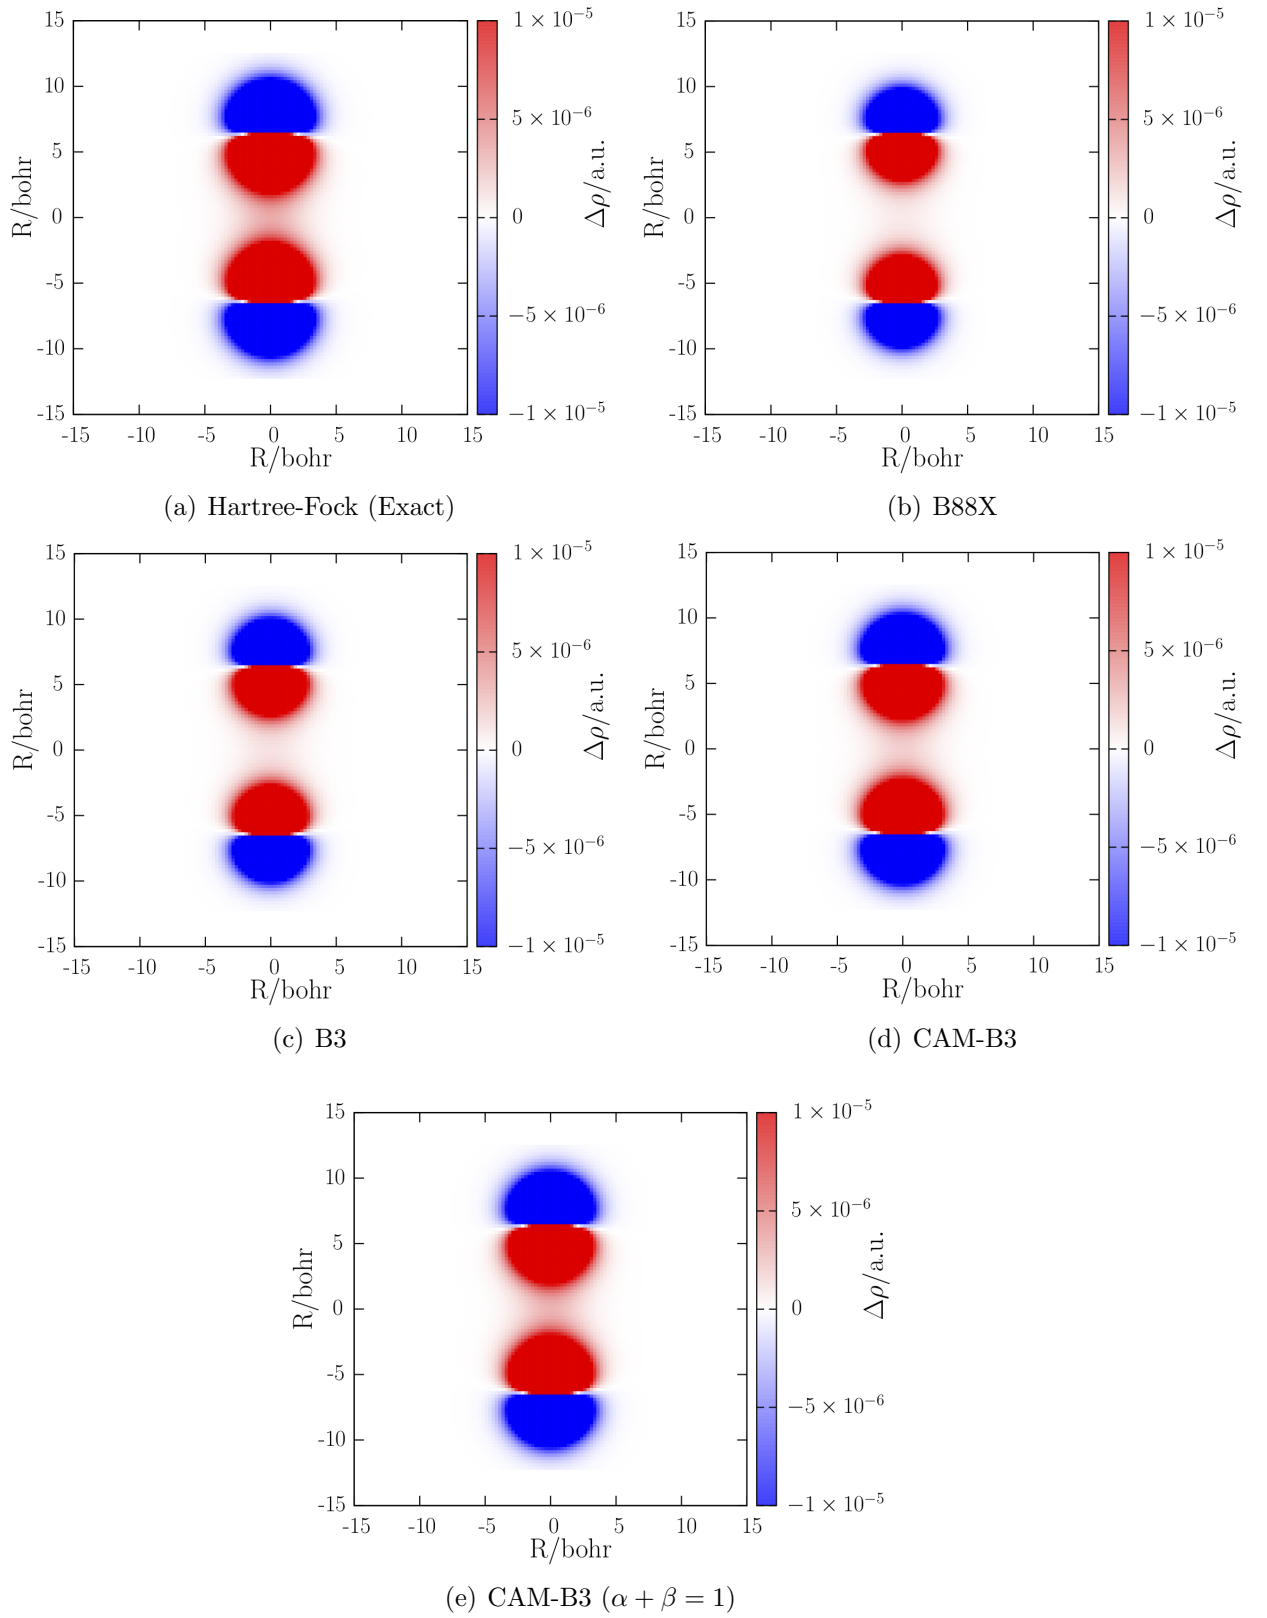 15
10
5
0
-5
-10
-15
-15 -10 -5 0 5 10 15
R/bohr
R/bohr
1 × 10⁻⁵
5 × 10⁻⁶
0
−5 × 10⁻⁶
−1 × 10⁻⁵
Δρ/a.u.
(a) Hartree-Fock (Exact)
15
10
5
0
-5
-10
-15
-15 -10 -5 0 5 10 15
R/bohr
R/bohr
1 × 10⁻⁵
5 × 10⁻⁶
0
−5 × 10⁻⁶
−1 × 10⁻⁵
Δρ/a.u.
(b) B88X
15
10
5
0
-5
-10
-15
-15 -10 -5 0 5 10 15
R/bohr
R/bohr
1 × 10⁻⁵
5 × 10⁻⁶
0
−5 × 10⁻⁶
−1 × 10⁻⁵
Δρ/a.u.
(c) B3
15
10
5
0
-5
-10
-15
-15 -10 -5 0 5 10 15
R/bohr
R/bohr
1 × 10⁻⁵
5 × 10⁻⁶
0
−5 × 10⁻⁶
−1 × 10⁻⁵
Δρ/a.u.
(d) CAM-B3
15
10
5
0
-5
-10
-15
-15 -10 -5 0 5 10 15
R/bohr
R/bohr
1 × 10⁻⁵
5 × 10⁻⁶
0
−5 × 10⁻⁶
−1 × 10⁻⁵
Δρ/a.u.
(e) CAM-B3 (α + β = 1)